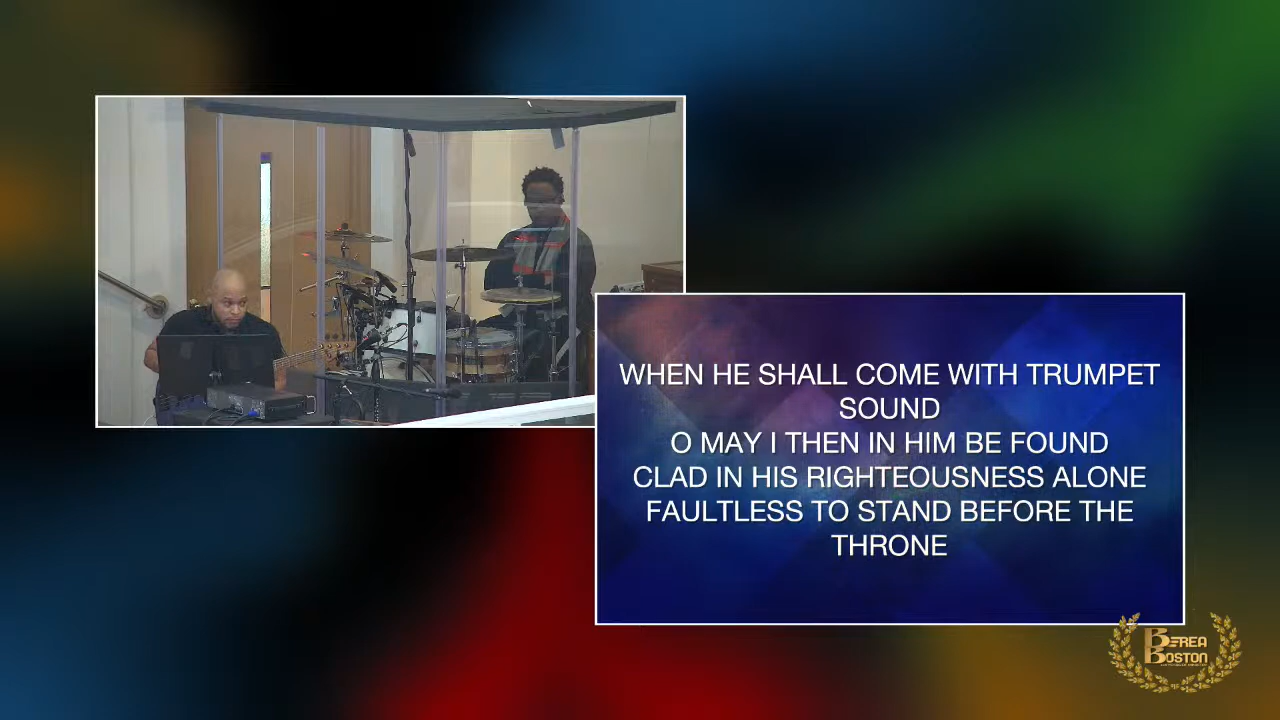 WHEN HE SHALL COME WITH TRUMPET
SOUND
O MAY I THEN IN HIM BE FOUND
CLAD IN HIS RIGHTEOUSNESS ALONE
FAULTLESS TO STAND BEFORE THE
THRONE
BEREA
BOSTON